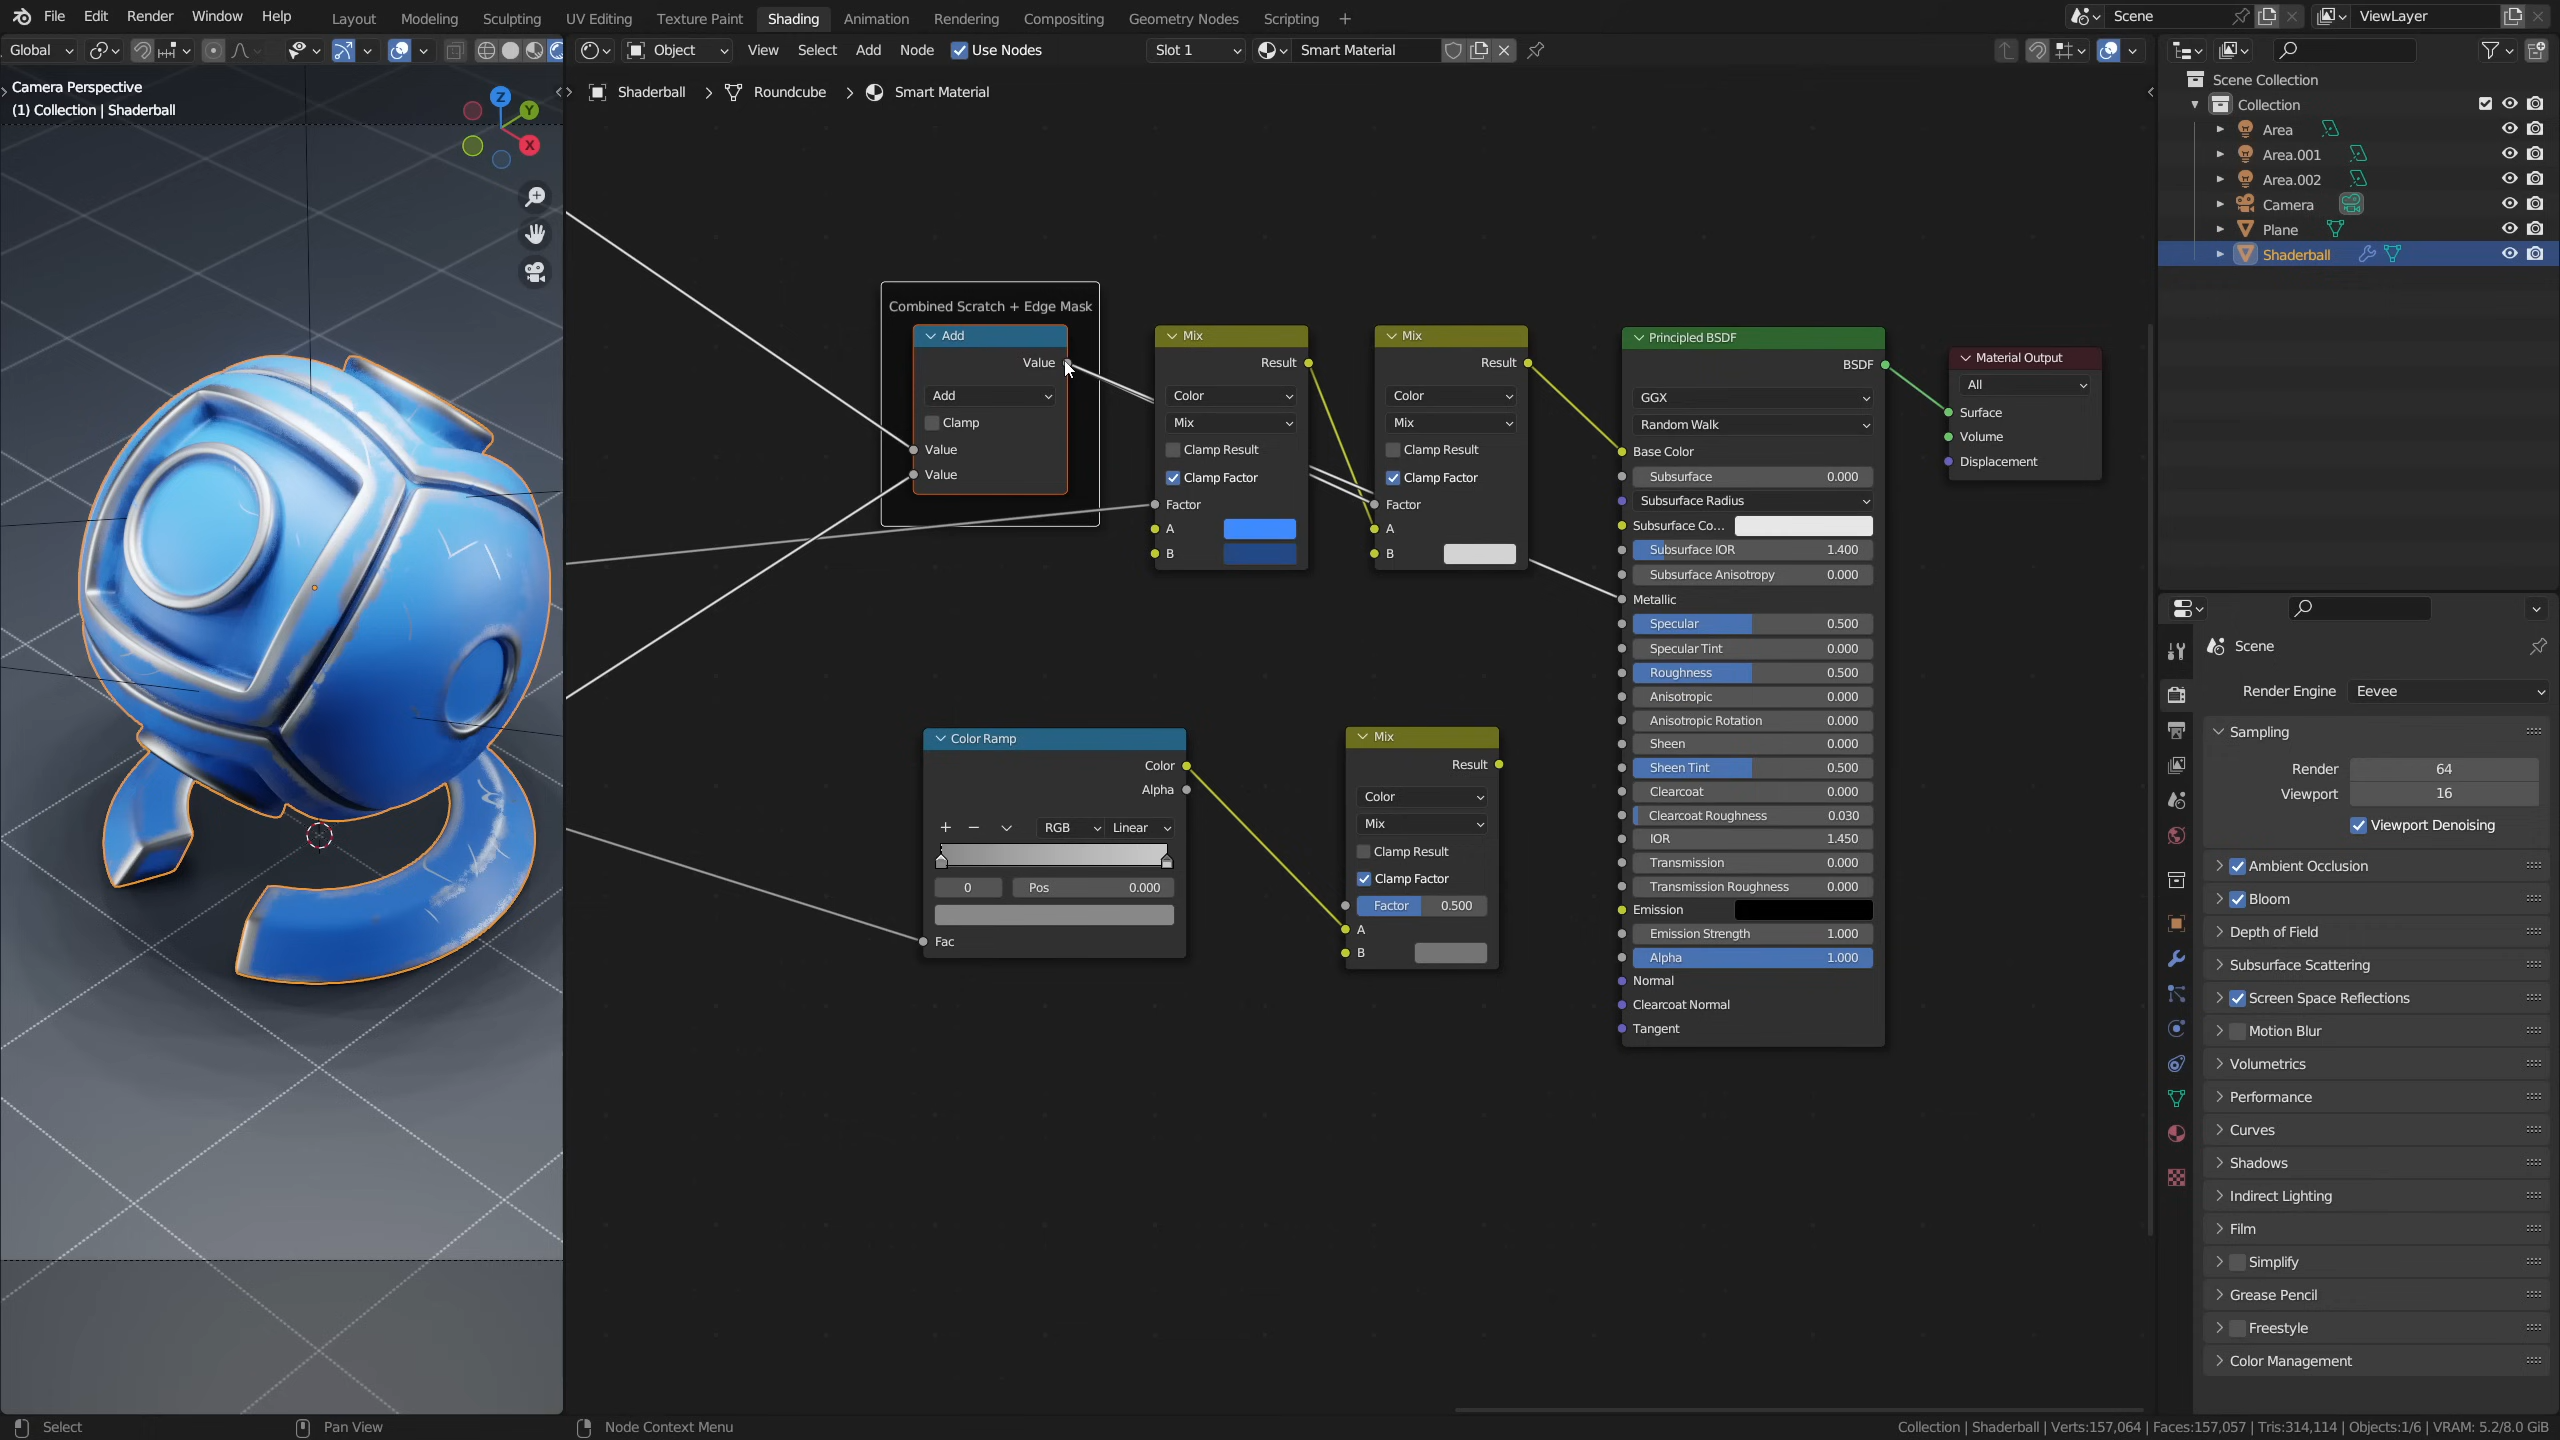 File Edit Render Window Help Layout Modeling Sculpting UV Editing Texture Paint Shading Animation Rendering Compositing Geometry Nodes Scripting + Scene ViewLayer
Global Object View Select Add Node Use Nodes Slot 1 Smart Material
Camera Perspective
(1) Collection | Shaderball
Z
Y
X
Shaderball > Roundcube > Smart Material
Combined Scratch + Edge Mask
Add
Value
Add
Clamp
Value
Value
Mix
Result
Color
Mix
Clamp Result
Clamp Factor
Factor
A
B
Mix
Result
Color
Mix
Clamp Result
Clamp Factor
Factor
A
B
Color Ramp
Color
Alpha
+ − RGB Linear
0 Pos 0.000
Fac
Mix
Result
Color
Mix
Clamp Result
Clamp Factor
Factor 0.500
A
B
Principled BSDF
BSDF
GGX
Random Walk
Base Color
Subsurface 0.000
Subsurface Radius
Subsurface Co...
Subsurface IOR 1.400
Subsurface Anisotropy 0.000
Metallic
Specular 0.500
Specular Tint 0.000
Roughness 0.500
Anisotropic 0.000
Anisotropic Rotation 0.000
Sheen 0.000
Sheen Tint 0.500
Clearcoat 0.000
Clearcoat Roughness 0.030
IOR 1.450
Transmission 0.000
Transmission Roughness 0.000
Emission
Emission Strength 1.000
Alpha 1.000
Normal
Clearcoat Normal
Tangent
Material Output
All
Surface
Volume
Displacement
Scene Collection
Collection
Area
Area.001
Area.002
Camera
Plane
Shaderball
Scene
Render Engine Eevee
Sampling
Render 64
Viewport 16
Viewport Denoising
Ambient Occlusion
Bloom
Depth of Field
Subsurface Scattering
Screen Space Reflections
Motion Blur
Volumetrics
Performance
Curves
Shadows
Indirect Lighting
Film
Simplify
Grease Pencil
Freestyle
Color Management
Select Pan View Node Context Menu Collection | Shaderball | Verts:157,064 | Faces:157,057 | Tris:314,114 | Objects:1/6 | VRAM: 5.2/8.0 GiB